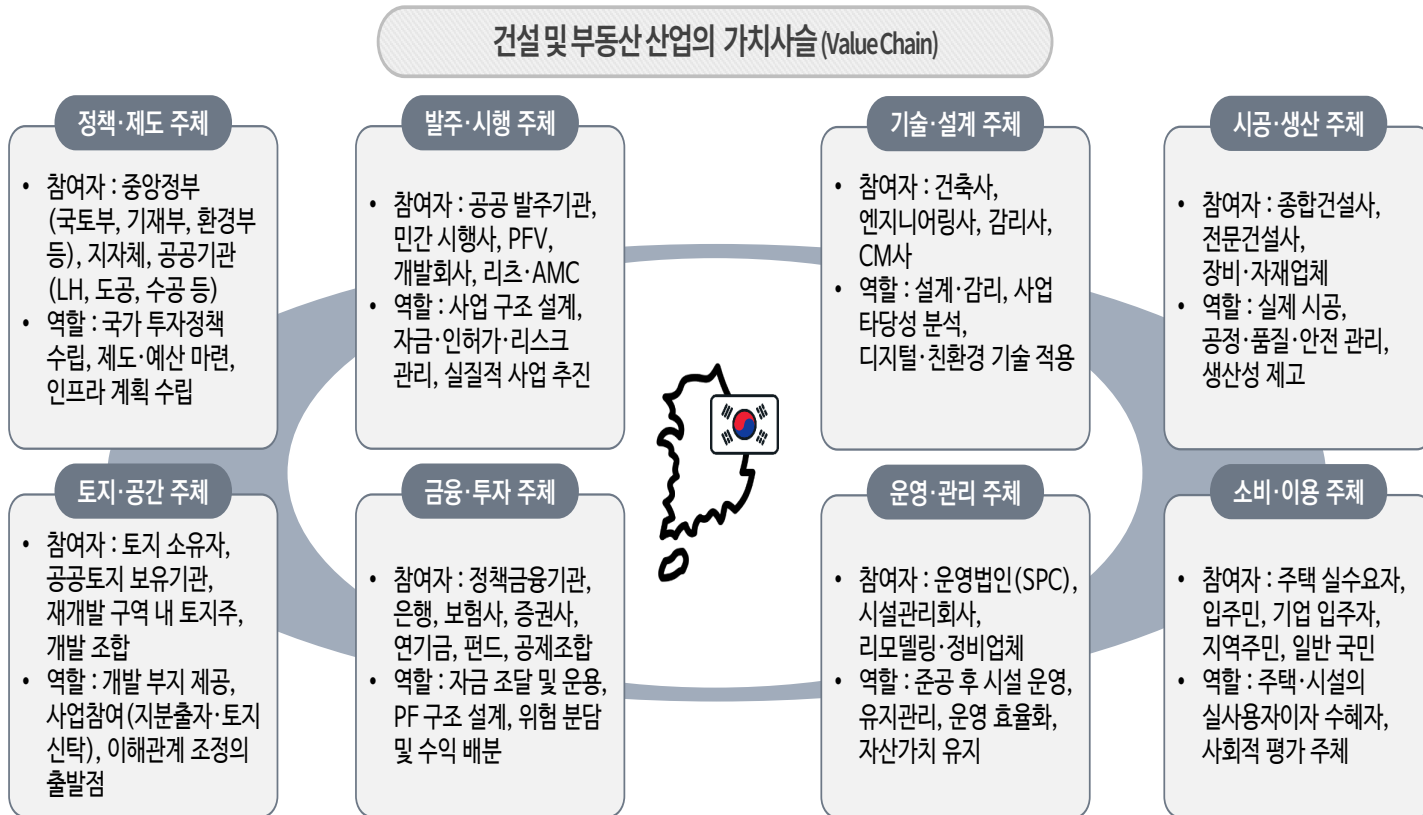 건설 및 부동산 산업의 가치사슬(Value Chain)
정책·제도 주체
• 참여자 : 중앙정부
(국토부, 기재부, 환경부
등), 지자체, 공공기관
(LH, 도공, 수공 등)
• 역할 : 국가 투자정책
수립, 제도·예산 마련,
인프라 계획 수립
발주·시행 주체
• 참여자 : 공공 발주기관,
민간 시행사, PFV,
개발회사, 리츠·AMC
• 역할 : 사업 구조 설계,
자금·인허가·리스크
관리, 실질적 사업 추진
기술·설계 주체
• 참여자 : 건축사,
엔지니어링사, 감리사,
CM사
• 역할 : 설계·감리, 사업
타당성 분석,
디지털·친환경 기술 적용
시공·생산 주체
• 참여자 : 종합건설사,
전문건설사,
장비·자재업체
• 역할 : 실제 시공,
공정·품질·안전 관리,
생산성 제고
토지·공간 주체
• 참여자 : 토지 소유자,
공공토지 보유기관,
재개발 구역 내 토지주,
개발 조합
• 역할 : 개발 부지 제공,
사업참여(지분출자·토지
신탁), 이해관계 조정의
출발점
금융·투자 주체
• 참여자 : 정책금융기관,
은행, 보험사, 증권사,
연기금, 펀드, 공제조합
• 역할 : 자금 조달 및 운용,
PF 구조 설계, 위험 분담
및 수익 배분
운영·관리 주체
• 참여자 : 운영법인(SPC),
시설관리회사,
리모델링·정비업체
• 역할 : 준공 후 시설 운영,
유지관리, 운영 효율화,
자산가치 유지
소비·이용 주체
• 참여자 : 주택 실수요자,
입주민, 기업 입주자,
지역주민, 일반 국민
• 역할 : 주택·시설의
실사용자이자 수혜자,
사회적 평가 주체